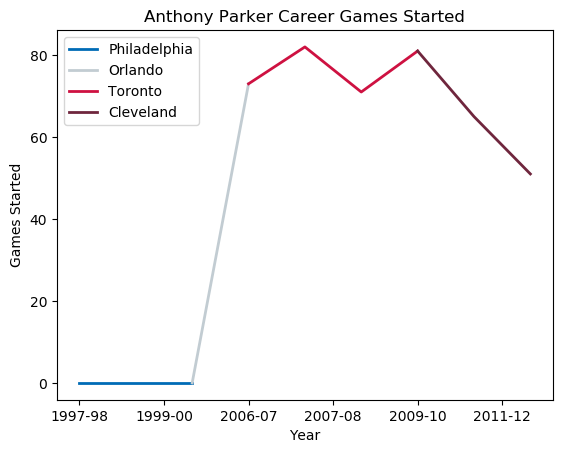 Anthony Parker Career Games Started
Philadelphia
Orlando
Toronto
Cleveland
Games Started
80
60
40
20
0
1997-98 1999-00 2006-07 2007-08 2009-10 2011-12
Year